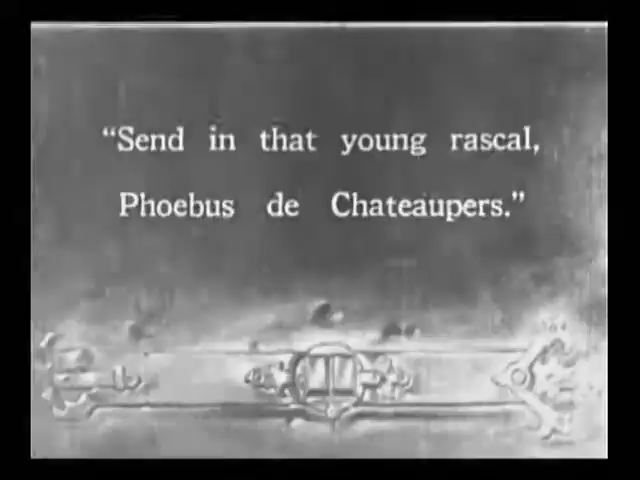 “Send in that young rascal,
Phoebus de Chateaupers.”